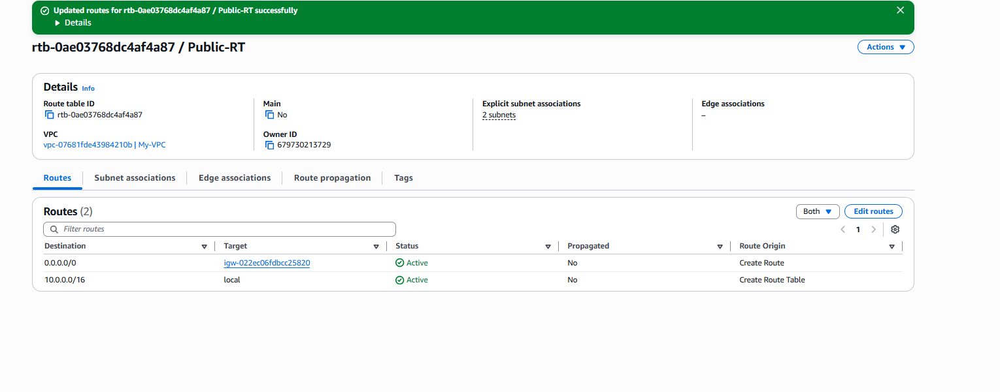 Updated routes for rtb-0ae03768dc4af4a87 / Public-RT successfully
Details
rtb-0ae03768dc4af4a87 / Public-RT
Actions
Details Info
Route table ID
rtb-0ae03768dc4af4a87
Main
No
Explicit subnet associations
2 subnets
Edge associations
–
VPC
vpc-07681fde43984210b | My-VPC
Owner ID
679730213729
Routes Subnet associations Edge associations Route propagation Tags
Routes (2)
Both Edit routes
Filter routes
1
Destination Target Status Propagated Route Origin
0.0.0.0/0 igw-022ec06fdbcc25820 Active No Create Route
10.0.0.0/16 local Active No Create Route Table